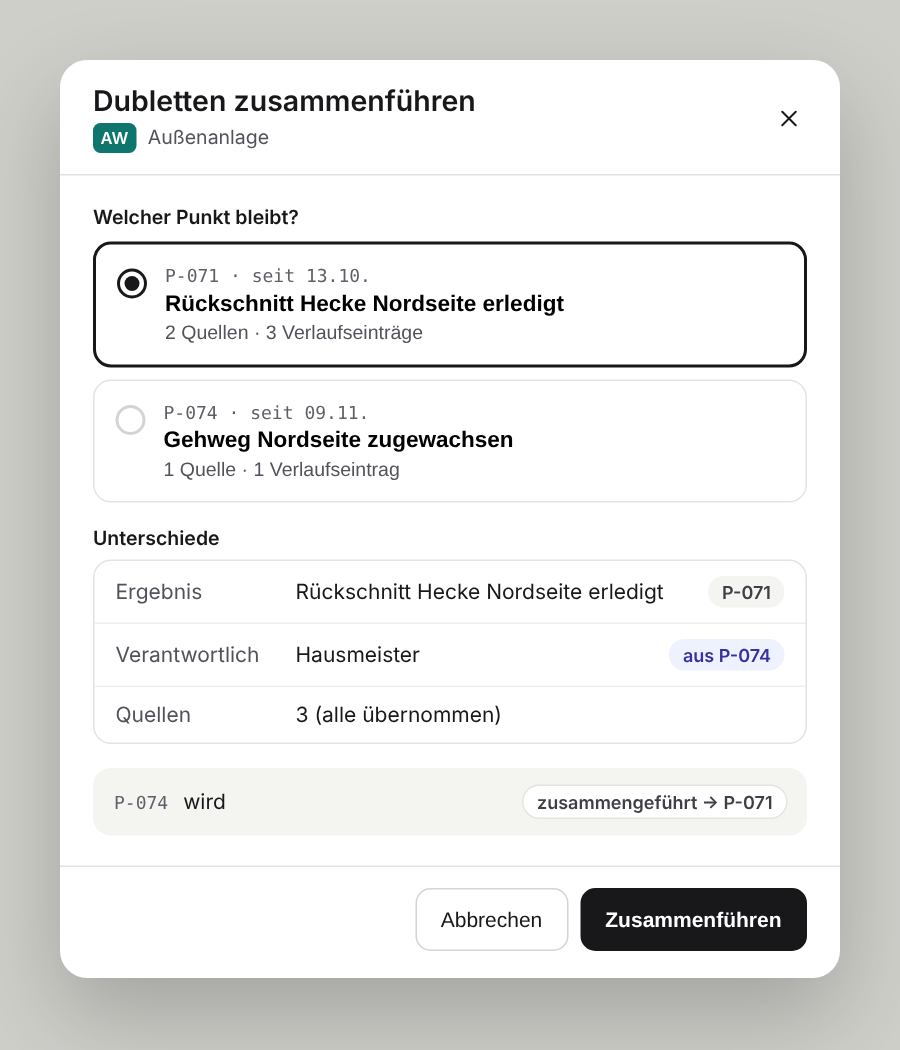 Dubletten zusammenführen
AW Außenanlage
Welcher Punkt bleibt?
P-071 · seit 13.10.
Rückschnitt Hecke Nordseite erledigt
2 Quellen · 3 Verlaufseinträge
P-074 · seit 09.11.
Gehweg Nordseite zugewachsen
1 Quelle · 1 Verlaufseintrag
Unterschiede
Ergebnis Rückschnitt Hecke Nordseite erledigt P-071
Verantwortlich Hausmeister aus P-074
Quellen 3 (alle übernommen)
P-074 wird zusammengeführt → P-071
Abbrechen Zusammenführen